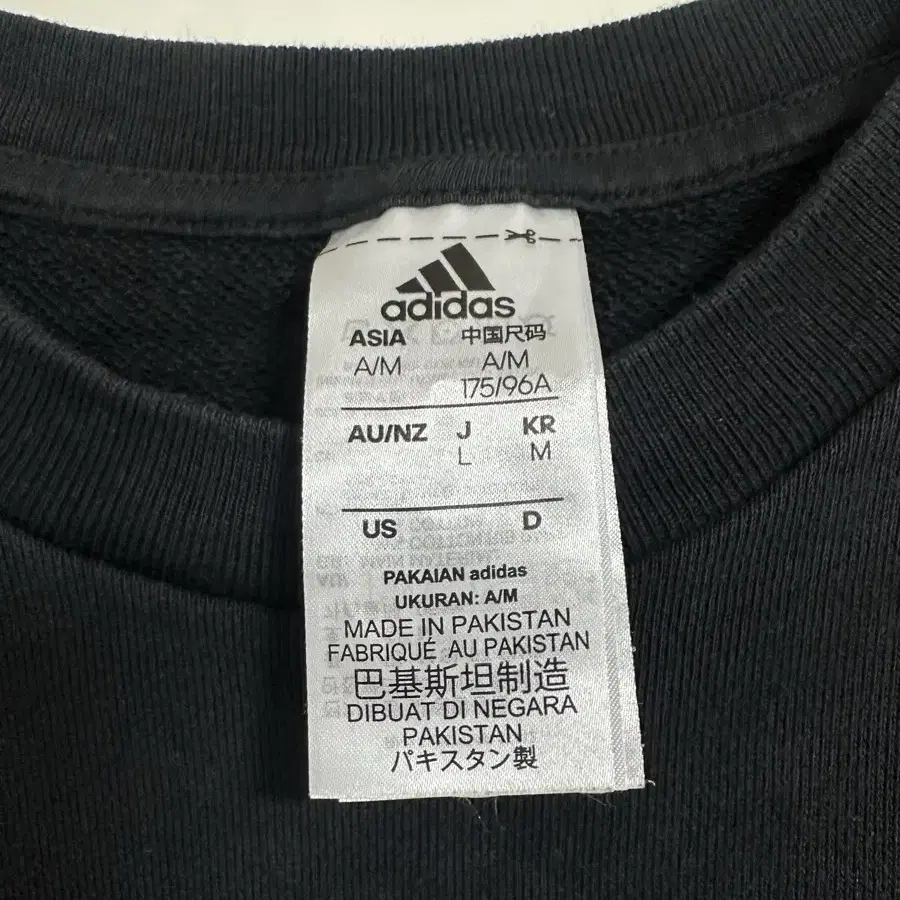 adidas
ASIA 中国尺码
A/M A/M
175/96A
AU/NZ J KR
L M
US D
PAKAIAN adidas
UKURAN: A/M
MADE IN PAKISTAN
FABRIQUÉ AU PAKISTAN
巴基斯坦制造
DIBUAT DI NEGARA
PAKISTAN
パキスタン製